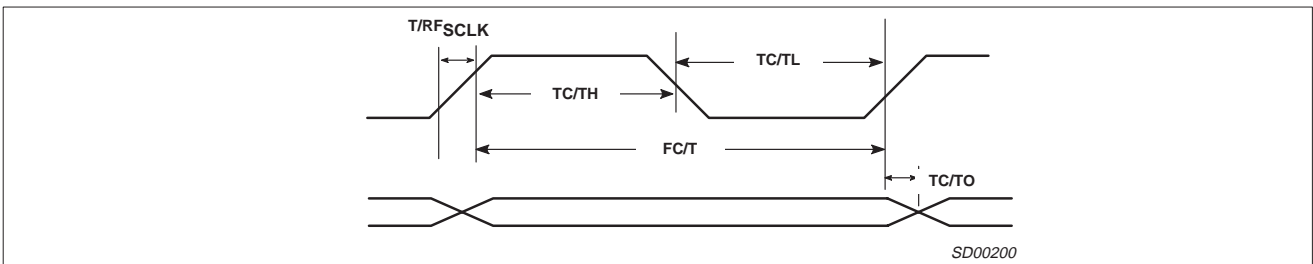 T/RFSCLK
TC/TL
TC/TH
FC/T
TC/TO
SD00200